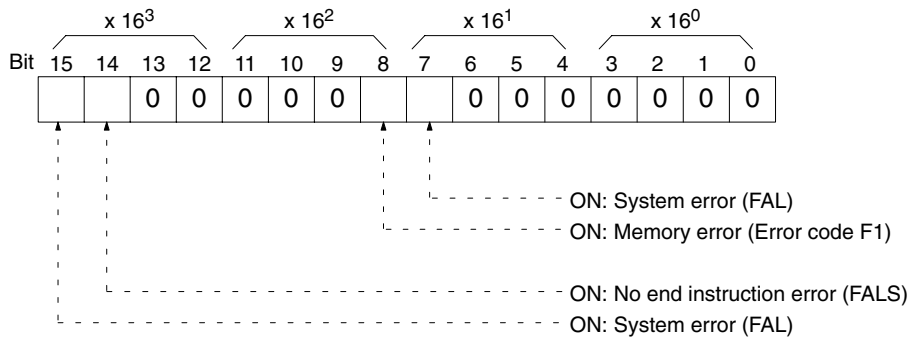 x 16³ x 16² x 16¹ x 16⁰
Bit 15 14 13 12 11 10 9 8 7 6 5 4 3 2 1 0
0 0 0 0 0 0 0 0 0 0 0 0
ON: System error (FAL)
ON: Memory error (Error code F1)
ON: No end instruction error (FALS)
ON: System error (FAL)